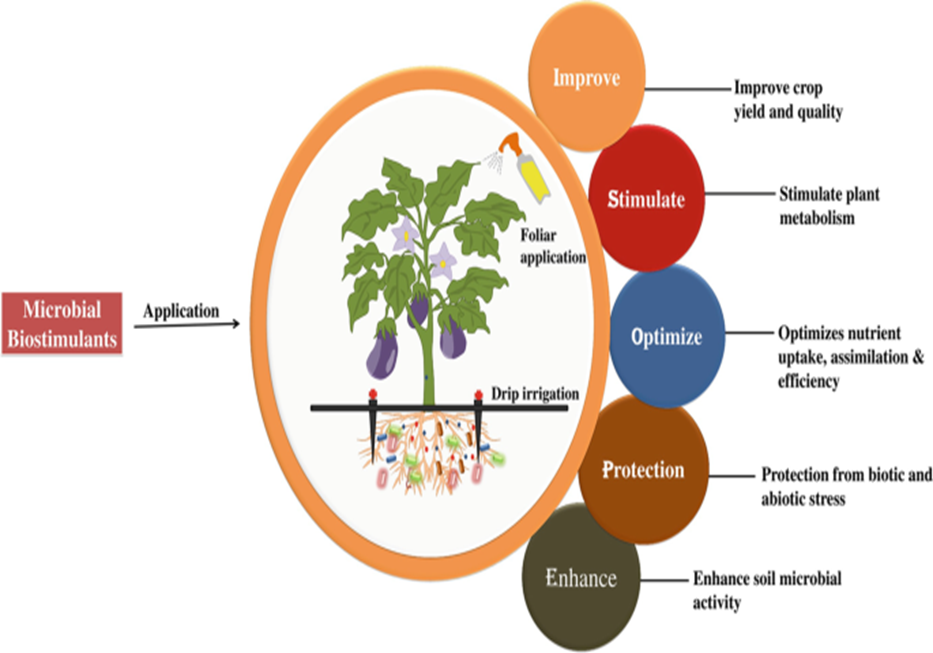 Microbial
Biostimulants
Application
Foliar
application
Drip irrigation
Improve
Improve crop
yield and quality
Stimulate
Stimulate plant
metabolism
Optimize
Optimizes nutrient
uptake, assimilation &
efficiency
Protection
Protection from biotic and
abiotic stress
Enhance
Enhance soil microbial
activity